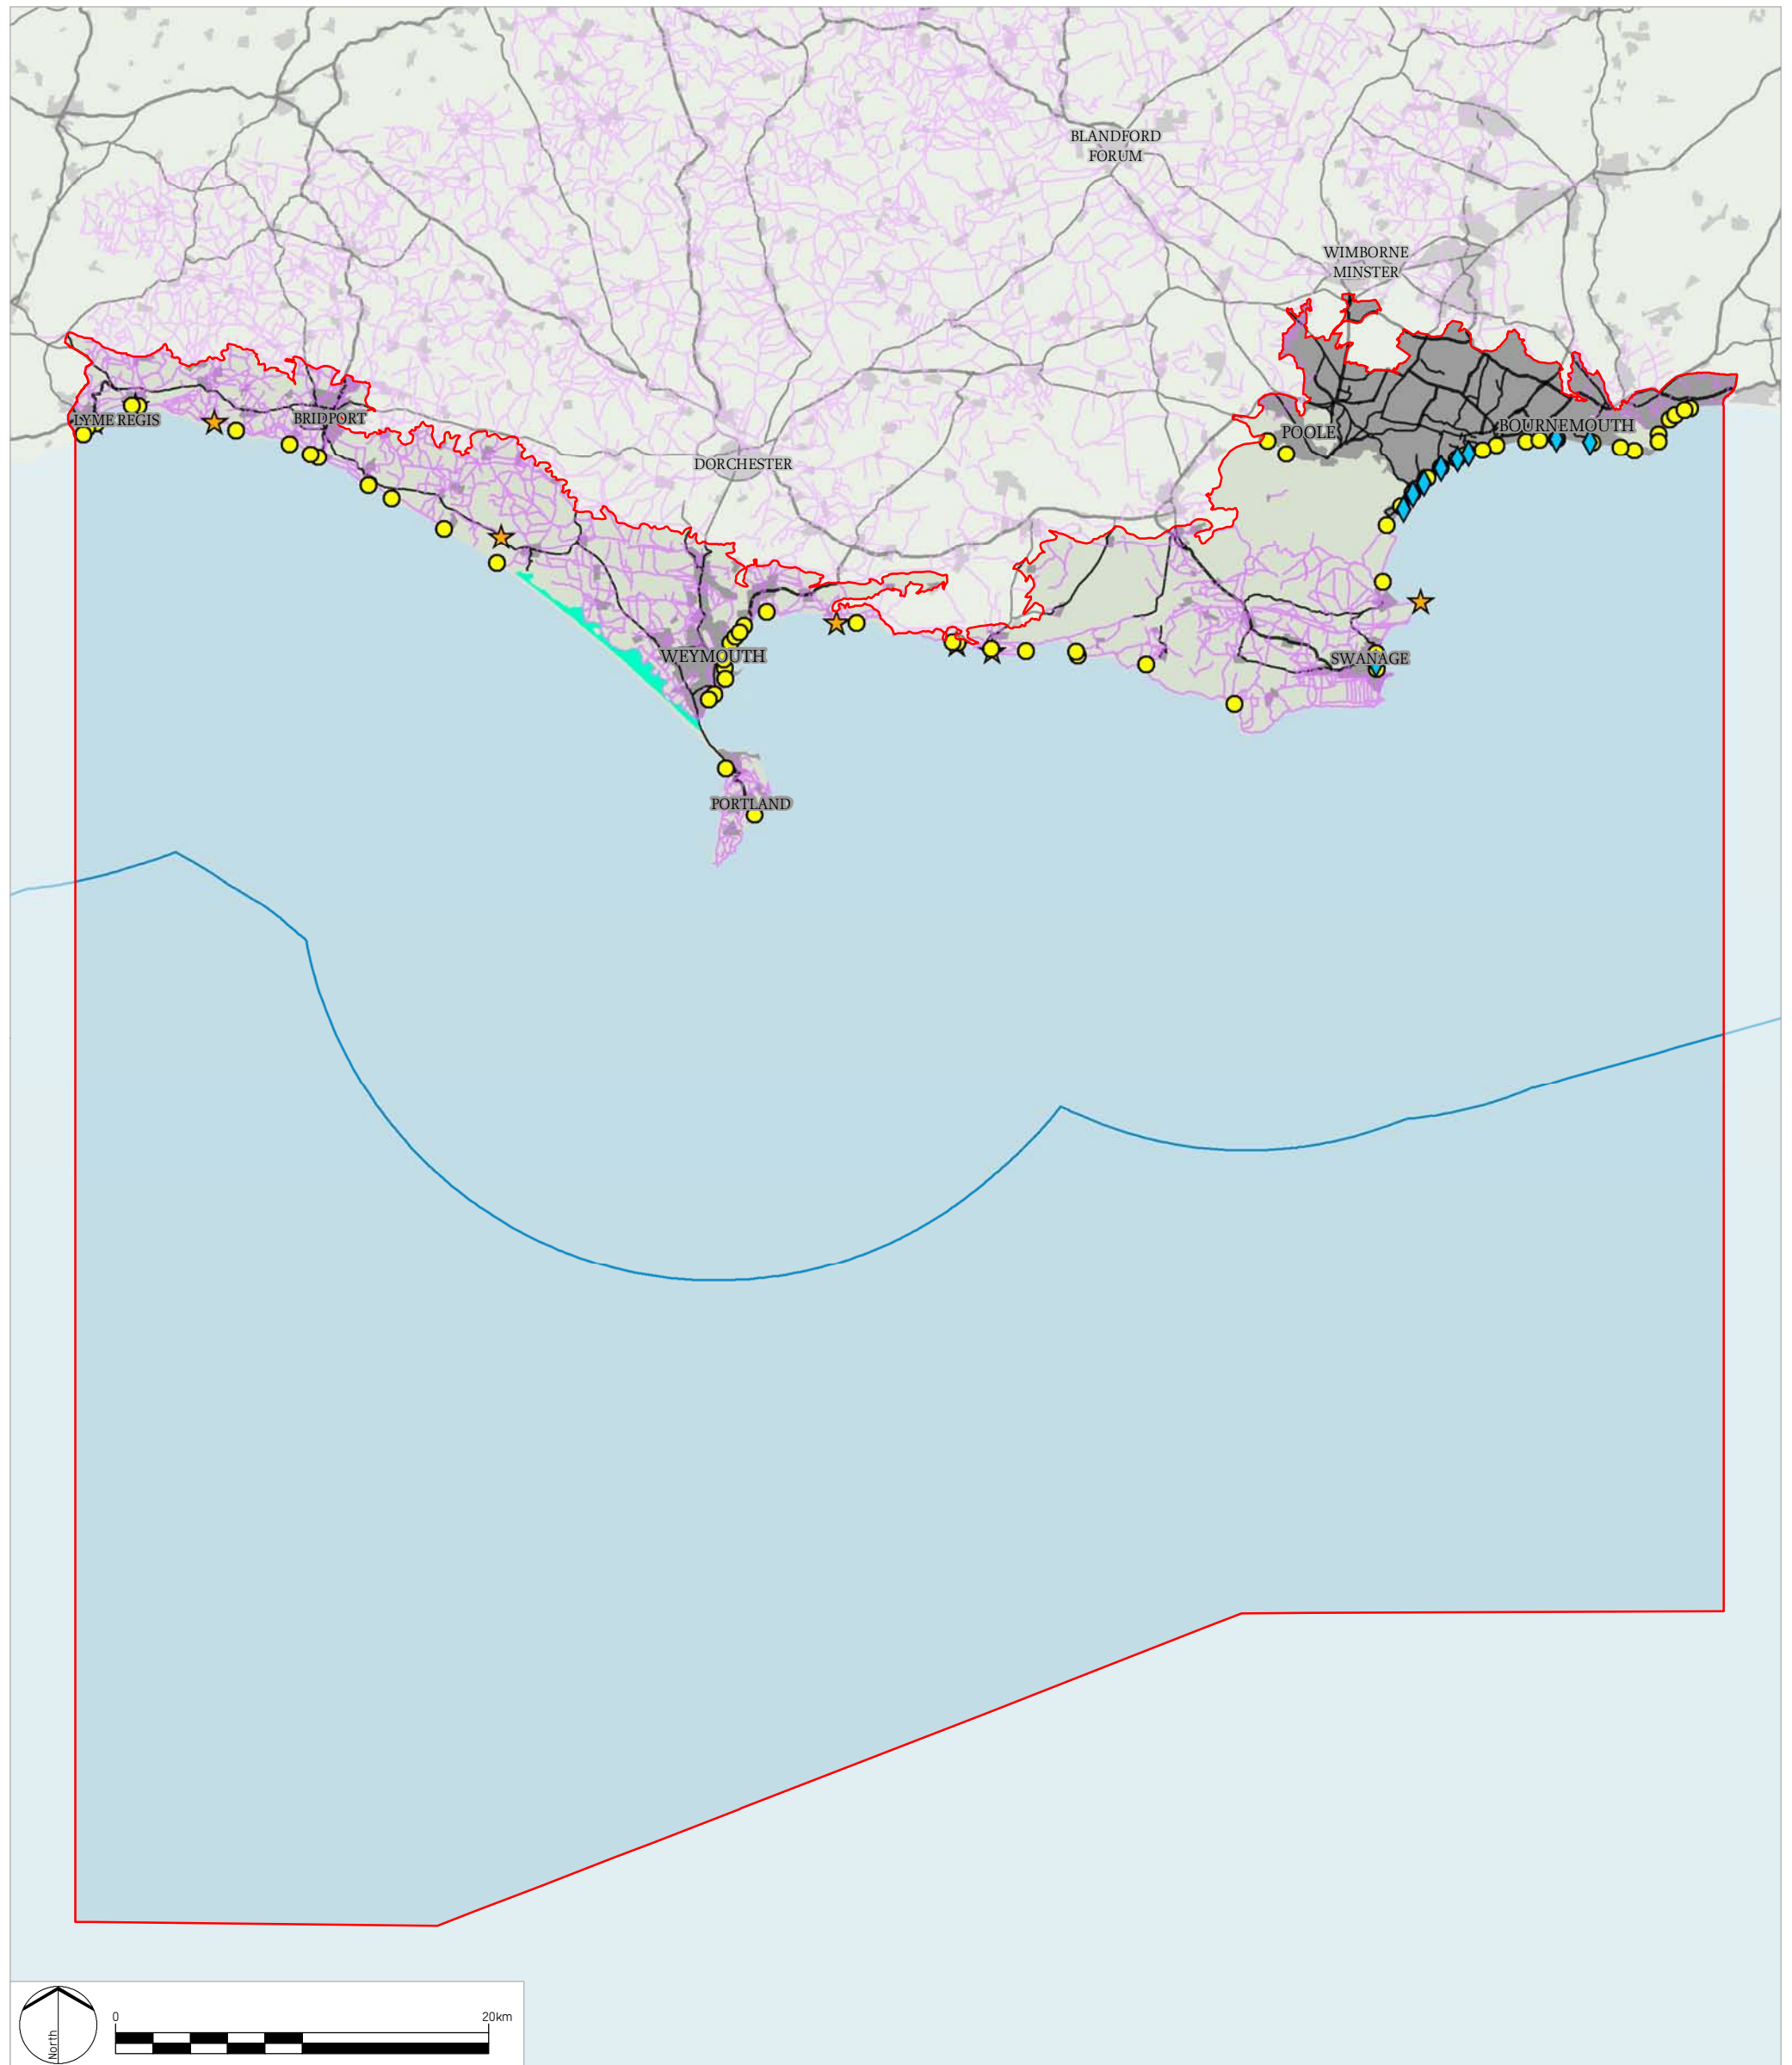 BLANDFORD
FORUM
WIMBORNE
MINSTER
LYME REGIS
BRIDPORT
POOLE
BOURNEMOUTH
DORCHESTER
WEYMOUTH
SWANAGE
PORTLAND
North
0
20km